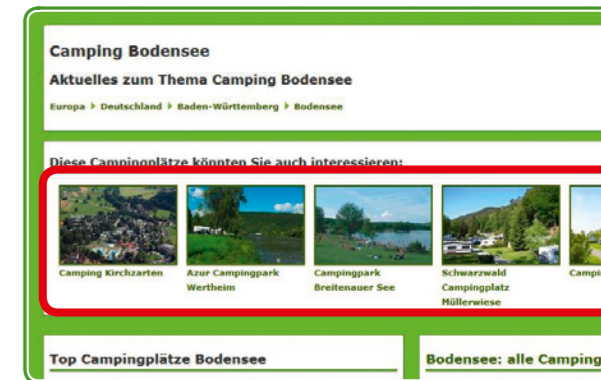 Camping Bodensee
Aktuelles zum Thema Camping Bodensee
Europa Deutschland Baden-Württemberg Bodensee
Diese Campingplätze könnten Sie auch interessieren:
Camping Kirchzarten
Azur Campingpark
Wertheim
Campingpark
Breitenauer See
Schwarzwald
Campingplatz
Müllerwiese
Top Campingplätze Bodensee
Bodensee: alle Camping